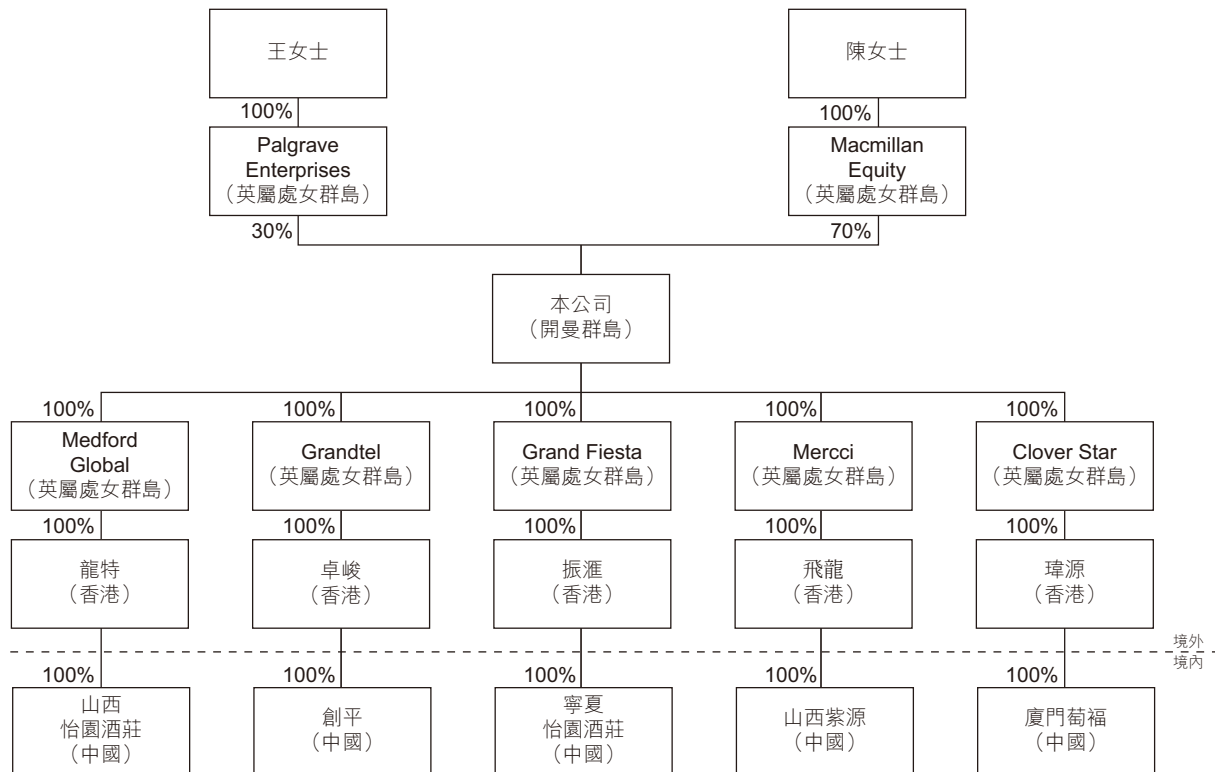 王女士
陳女士
100%
100%
Palgrave
Enterprises
（英屬處女群島）
Macmillan
Equity
（英屬處女群島）
30%
70%
本公司
（開曼群島）
100%
100%
100%
100%
100%
Medford
Global
（英屬處女群島）
Grandtel
（英屬處女群島）
Grand Fiesta
（英屬處女群島）
Mercci
（英屬處女群島）
Clover Star
（英屬處女群島）
100%
100%
100%
100%
100%
龍特
（香港）
卓峻
（香港）
振滙
（香港）
飛龍
（香港）
瑋源
（香港）
境外
境內
100%
100%
100%
100%
100%
山西
怡園酒莊
（中國）
創平
（中國）
寧夏
怡園酒莊
（中國）
山西紫源
（中國）
廈門萄福
（中國）